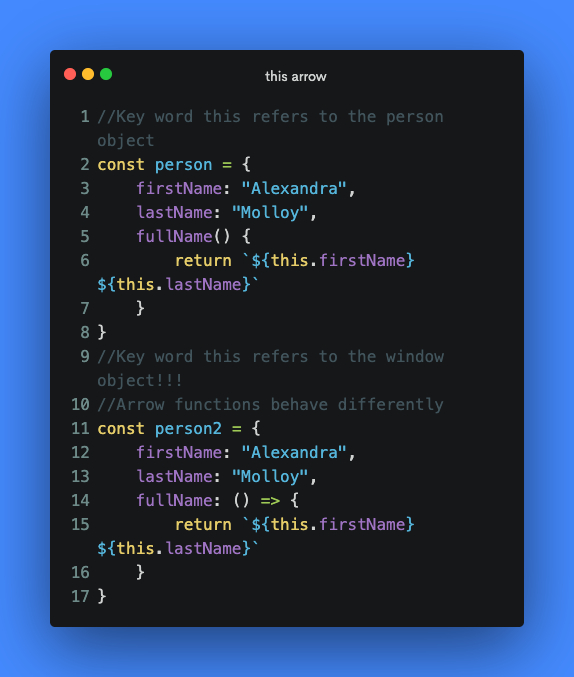 this arrow
1 //Key word this refers to the person
object
2 const person = {
3     firstName: "Alexandra",
4     lastName: "Molloy",
5     fullName() {
6         return `${this.firstName}
${this.lastName}`
7     }
8 }
9 //Key word this refers to the window
object!!!
10 //Arrow functions behave differently
11 const person2 = {
12     firstName: "Alexandra",
13     lastName: "Molloy",
14     fullName: () => {
15         return `${this.firstName}
${this.lastName}`
16     }
17 }